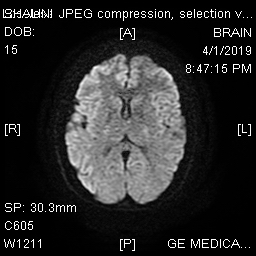 JPEG compression, selection v...
DOB:
15
[A]
BRAIN
4/1/2019
8:47:15 PM
[R]
[L]
SP: 30.3mm
C605
W1211
[P]
GE MEDICA...